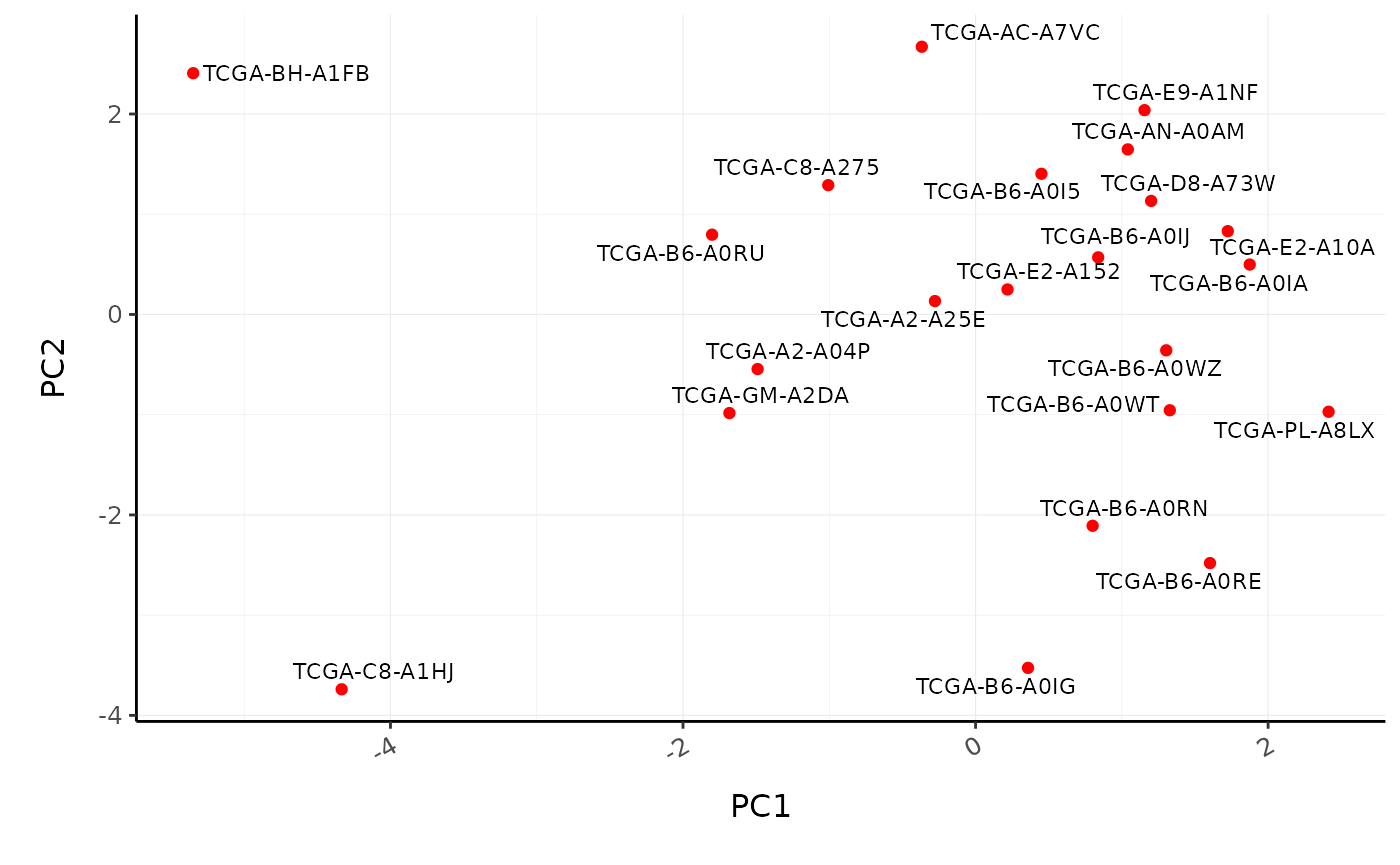 TCGA-AC-A7VC
TCGA-BH-A1FB
TCGA-E9-A1NF
2
TCGA-AN-A0AM
TCGA-C8-A275
TCGA-D8-A73W
TCGA-B6-A0I5
TCGA-B6-A0IJ
TCGA-E2-A10A
TCGA-B6-A0RU
TCGA-E2-A152
TCGA-B6-A0IA
0
TCGA-A2-A25E
TCGA-A2-A04P
PC2
TCGA-B6-A0WZ
TCGA-GM-A2DA
TCGA-B6-A0WT
TCGA-PL-A8LX
TCGA-B6-A0RN
-2
TCGA-B6-A0RE
TCGA-C8-A1HJ
TCGA-B6-A0IG
-4
-4
-2
0
2
PC1